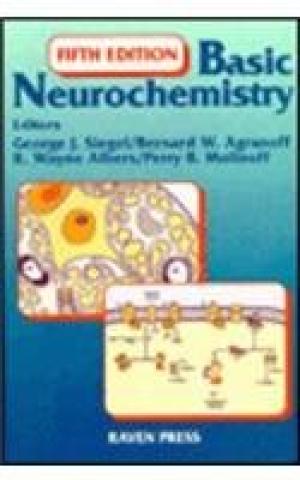 FIFTH EDITION
Basic
Neurochemistry
Editors
George J. Siegel/Bernard W. Agranoff
R. Wayne Albers/Perry B. Molinoff
RAVEN PRESS